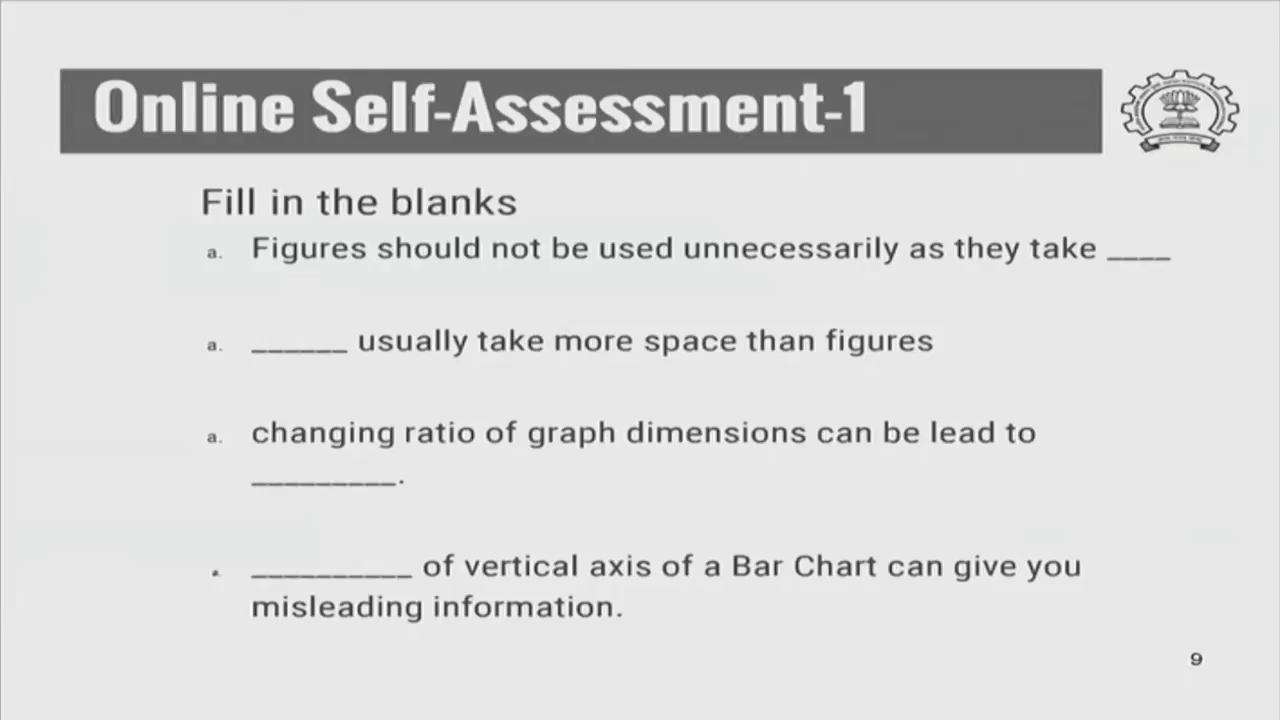 Online Self-Assessment-1
Fill in the blanks
a. Figures should not be used unnecessarily as they take ____
a. ______ usually take more space than figures
a. changing ratio of graph dimensions can be lead to
_________.
__________ of vertical axis of a Bar Chart can give you
misleading information.
9